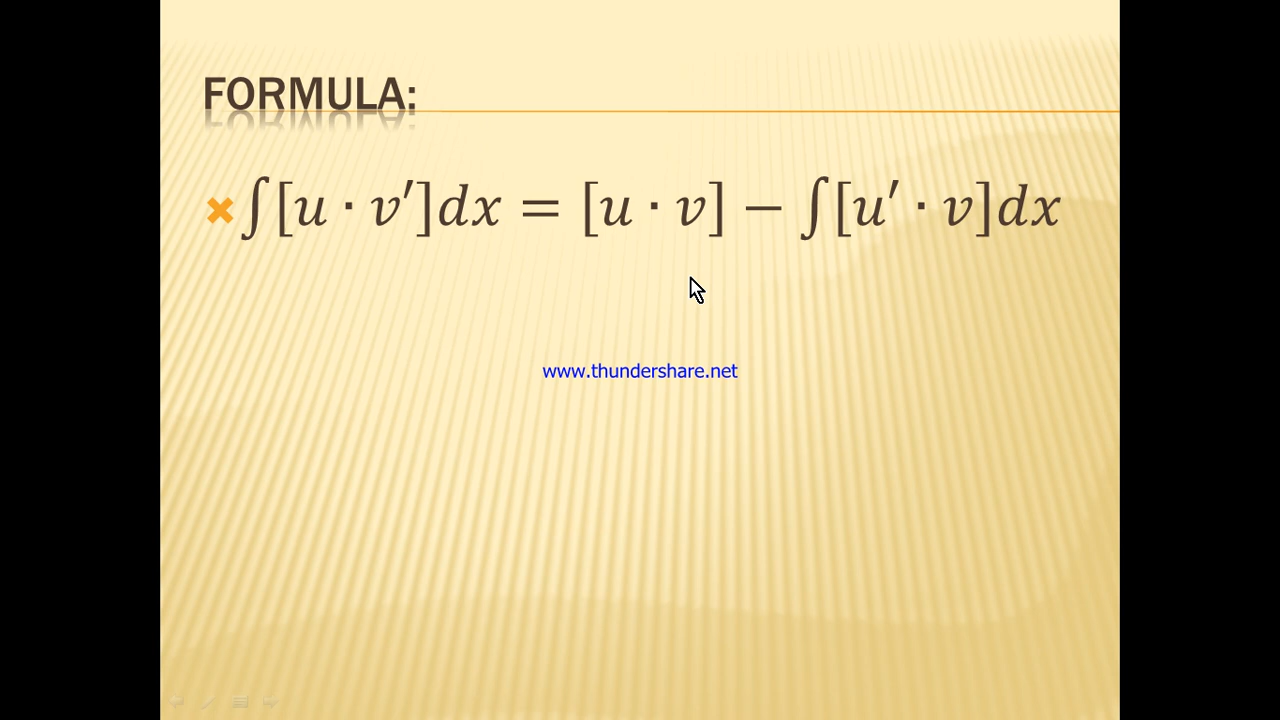 FORMULA:
∫[u · v′]dx = [u · v] − ∫[u′ · v]dx
www.thundershare.net